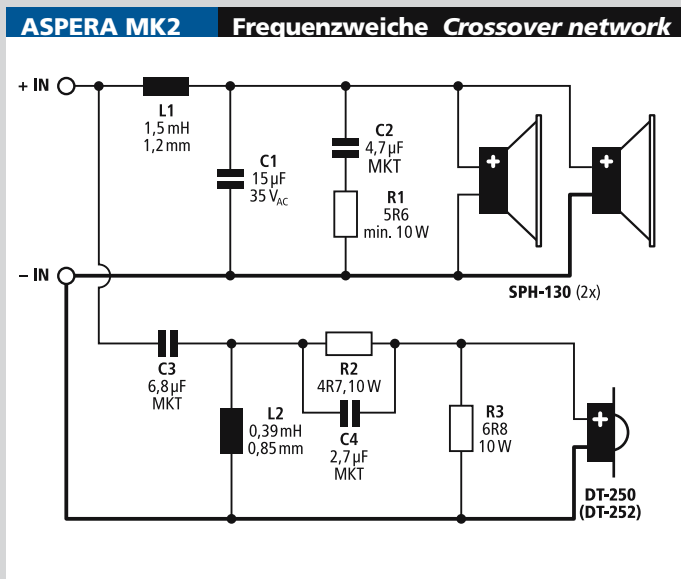 ASPERA MK2 Frequenzweiche Crossover network
+ IN
L1
1,5 mH
1,2 mm
C1
15 µF
35 VAC
C2
4,7 µF
MKT
R1
5R6
min. 10 W
+
+
– IN
SPH-130 (2x)
C3
6,8 µF
MKT
L2
0,39 mH
0,85 mm
R2
4R7, 10 W
C4
2,7 µF
MKT
R3
6R8
10 W
+
DT-250
(DT-252)